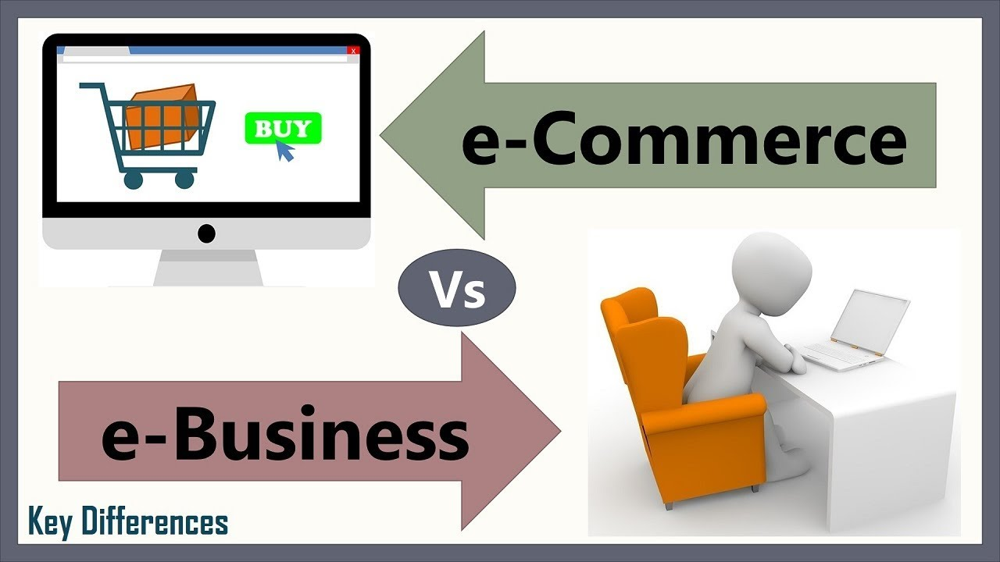 x
BUY
e-Commerce
Vs
e-Business
Key Differences